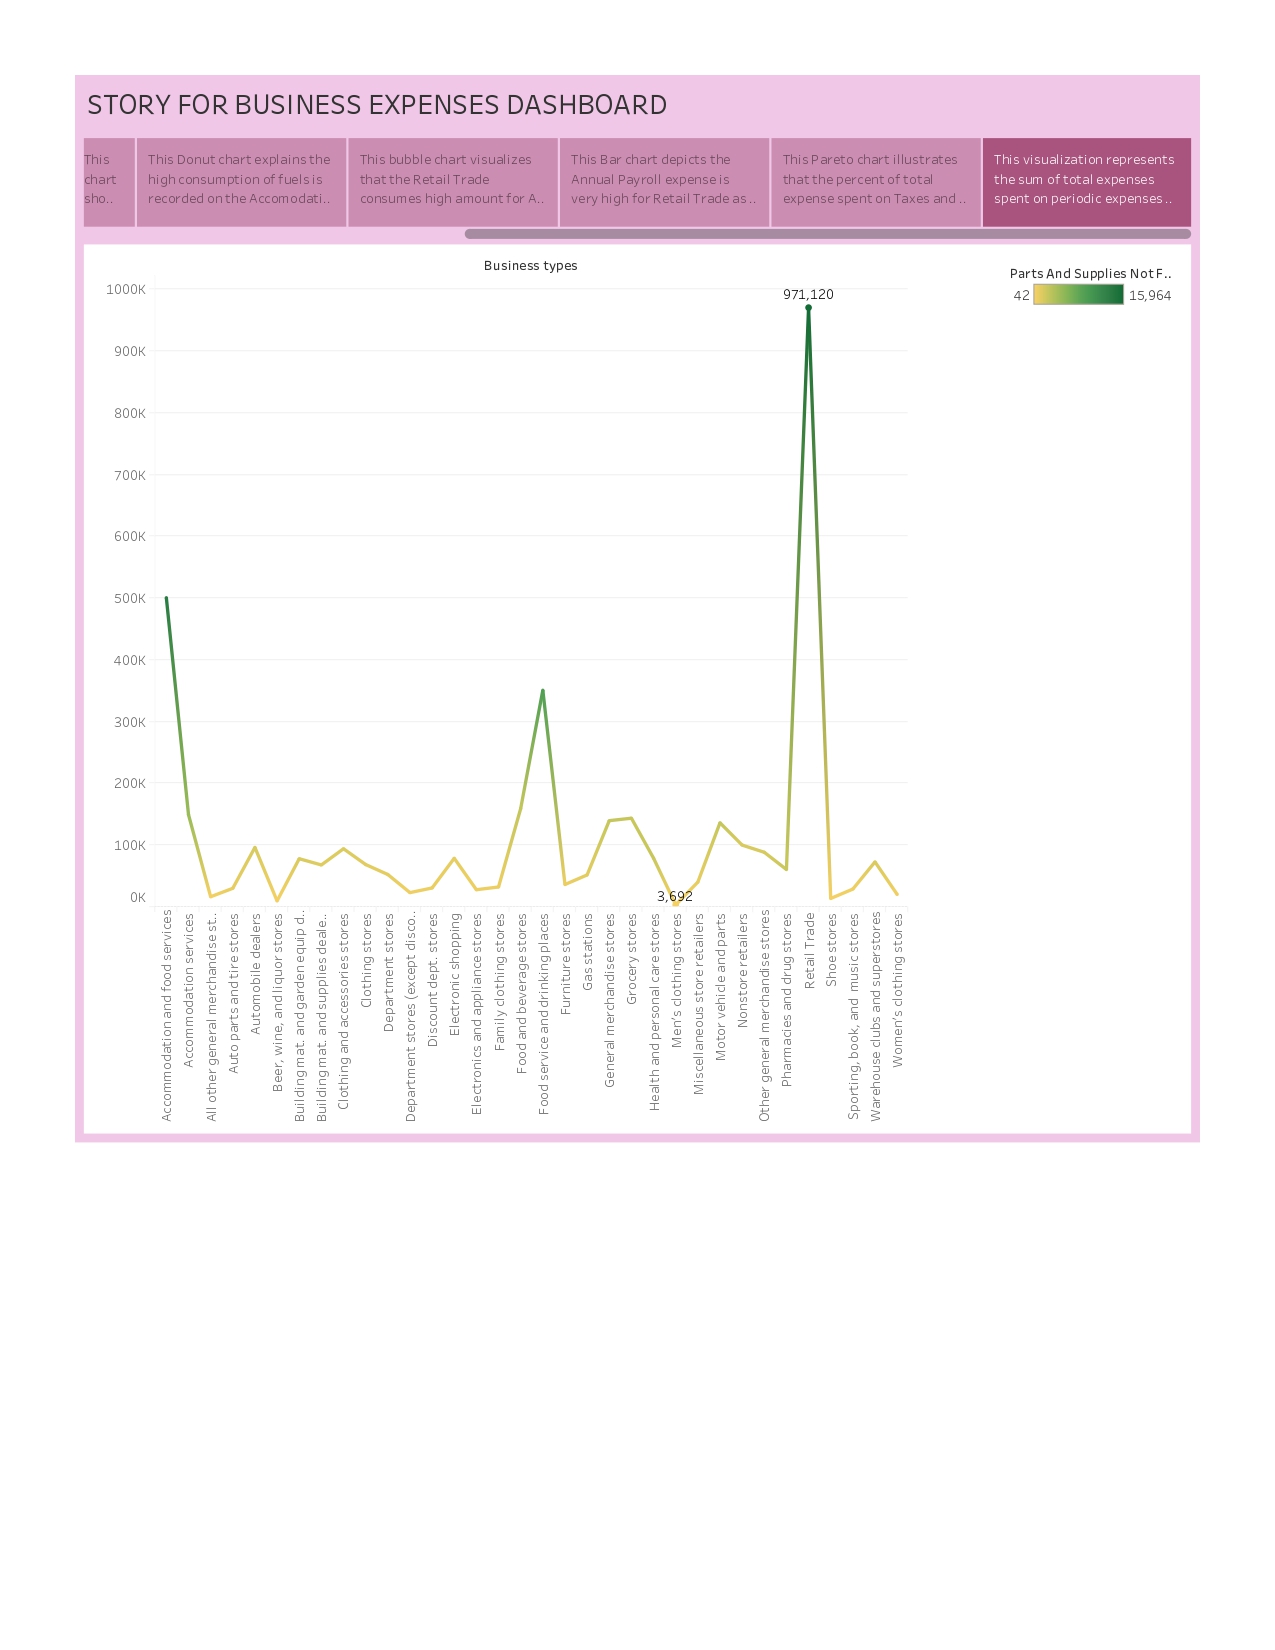 STORY FOR BUSINESS EXPENSES DASHBOARD
This
chart
sho..
This Donut chart explains the
high consumption of fuels is
recorded on the Accomodati..
This bubble chart visualizes
that the Retail Trade
consumes high amount for A..
This Bar chart depicts the
Annual Payroll expense is
very high for Retail Trade as..
This Pareto chart illustrates
that the percent of total
expense spent on Taxes and ..
This visualization represents
the sum of total expenses
spent on periodic expenses..
Business types
1000K
900K
800K
700K
600K
500K
400K
300K
200K
100K
0K
971,120
3,692
Accommodation and food services
Accommodation services
All other general merchandise st..
Auto parts and tire stores
Automobile dealers
Beer, wine, and liquor stores
Building mat. and garden equip d..
Building mat. and supplies deale..
Clothing and accessories stores
Clothing stores
Department stores
Department stores (except disco..
Discount dept. stores
Electronic shopping
Electronics and appliance stores
Family clothing stores
Food and beverage stores
Food service and drinking places
Furniture stores
Gas stations
General merchandise stores
Grocery stores
Health and personal care stores
Men's clothing stores
Miscellaneous store retailers
Motor vehicle and parts
Nonstore retailers
Other general merchandise stores
Pharmacies and drug stores
Retail Trade
Shoe stores
Sporting, book, and music stores
Warehouse clubs and superstores
Women's clothing stores
Parts And Supplies Not F..
42
15,964